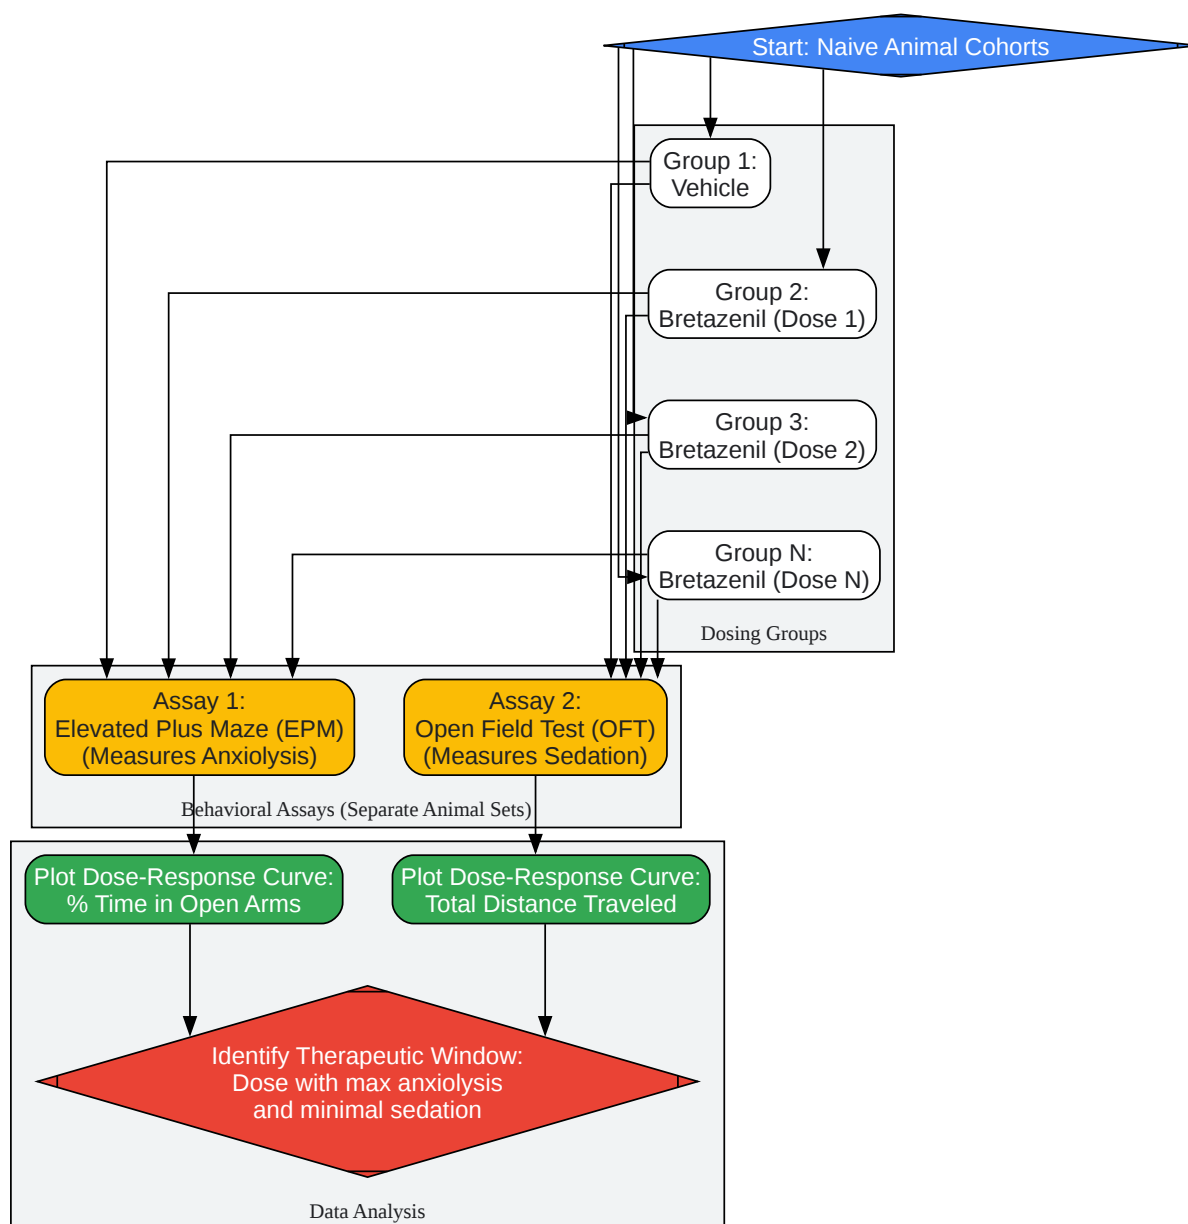 Start: Naive Animal Cohorts
Group 1:
Vehicle
Group 2:
Bretazenil (Dose 1)
Group 3:
Bretazenil (Dose 2)
Group N:
Bretazenil (Dose N)
Dosing Groups
Assay 1:
Elevated Plus Maze (EPM)
(Measures Anxiolysis)
Assay 2:
Open Field Test (OFT)
(Measures Sedation)
Behavioral Assays (Separate Animal Sets)
Plot Dose-Response Curve:
% Time in Open Arms
Plot Dose-Response Curve:
Total Distance Traveled
Identify Therapeutic Window:
Dose with max anxiolysis
and minimal sedation
Data Analysis